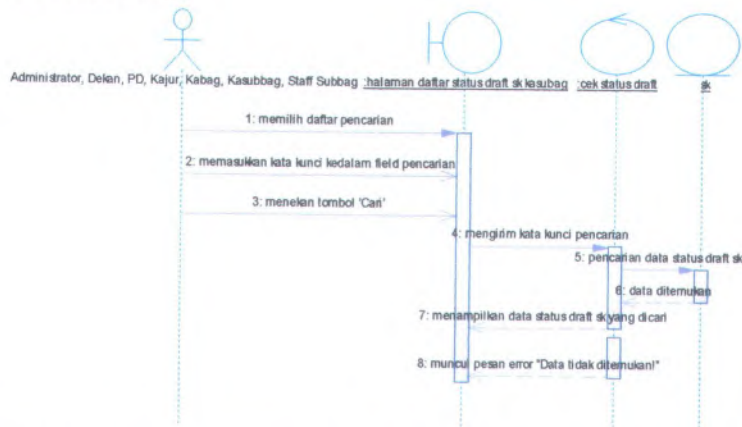 Administrator, Dekan, PD, Kajur, Kabag, Kasubbag, Staff Subbag :halaman daftar status draft sk kasubag :cek status draft sk
1: memilih daftar pencarian
2: memasukkan kata kunci kedalam field pencarian
3: menekan tombol 'Cari'
4: mengirim kata kunci pencarian
5: pencarian data status draft sk
6: data ditemukan
7: menampilkan data status draft sk yang dicari
8: muncul pesan error "Data tidak ditemukan!"